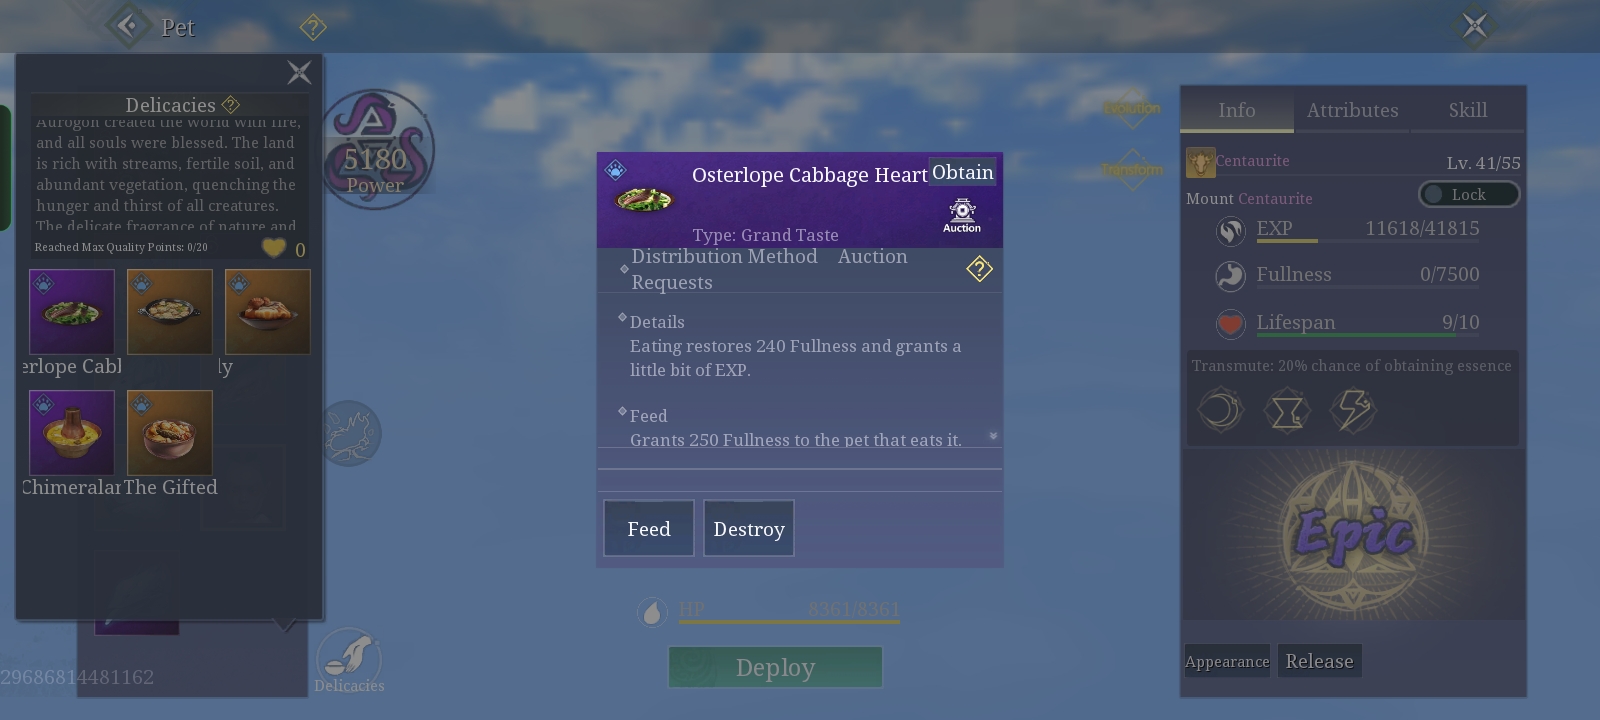 Pet
Delicacies
Aurogon created the world with fire,
and all souls were blessed. The land
is rich with streams, fertile soil, and
abundant vegetation, quenching the
hunger and thirst of all creatures.
The delicate fragrance of nature and
Reached Max Quality Points: 0/20
0
erlope Cabl
ly
Chimeralar
The Gifted
29686814481162
5180
Power
Delicacies
Osterlope Cabbage Heart
Obtain
Auction
Type: Grand Taste
Distribution Method Auction
Requests
Details
Eating restores 240 Fullness and grants a
little bit of EXP.
Feed
Grants 250 Fullness to the pet that eats it.
Feed
Destroy
HP 8361/8361
Deploy
Evolution
Transform
Info
Attributes
Skill
Centaurite
Lv. 41/55
Mount Centaurite
Lock
EXP 11618/41815
Fullness 0/7500
Lifespan 9/10
Transmute: 20% chance of obtaining essence
Epic
Appearance
Release